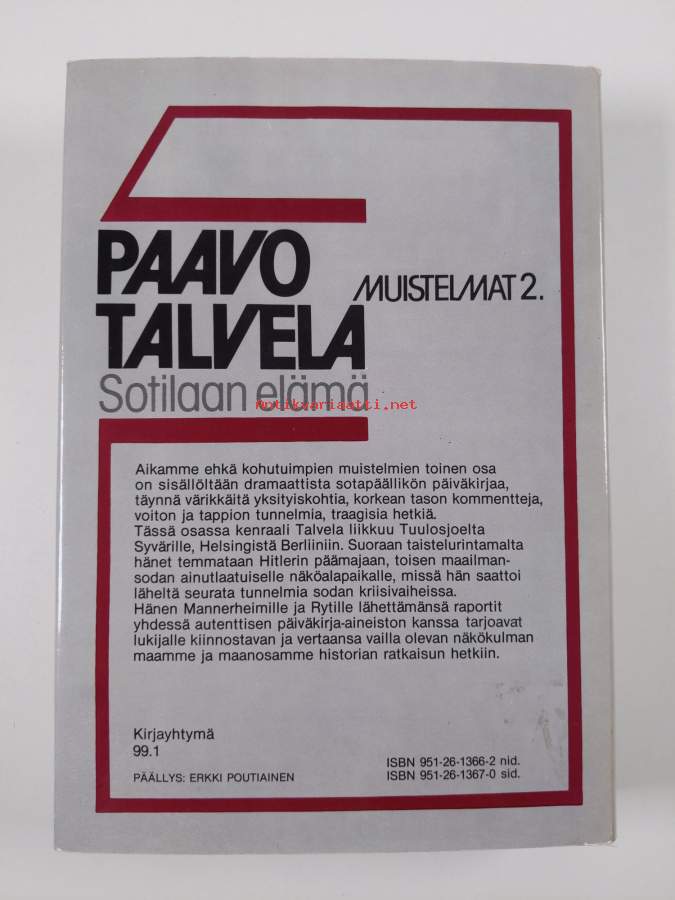 PAAVO
TALVELA
MUISTELMAT 2.
Sotilaan elämä
Antikvariaatti.net
Aikamme ehkä kohutuimpien muistelmien toinen osa
on sisällöltään dramaattista sotapäällikön päiväkirjaa,
täynnä värikkäitä yksityiskohtia, korkean tason kommentteja,
voiton ja tappion tunnelmia, traagisia hetkiä.
Tässä osassa kenraali Talvela liikkuu Tuulosjoelta
Syvärille, Helsingistä Berliiniin. Suoraan taistelurintamalta
hänet temmataan Hitlerin päämajaan, toisen maailman-
sodan ainutlaatuiselle näköalapaikalle, missä hän saattoi
läheltä seurata tunnelmia sodan kriisivaiheissa.
Hänen Mannerheimille ja Rytille lähettämänsä raportit
yhdessä autenttisen päiväkirja-aineiston kanssa tarjoavat
lukijalle kiinnostavan ja vertaansa vailla olevan näkökulman
maamme ja maanosamme historian ratkaisun hetkiin.
Kirjayhtymä
99.1
PÄÄLLYS: ERKKI POUTIAINEN
ISBN 951-26-1366-2 nid.
ISBN 951-26-1367-0 sid.